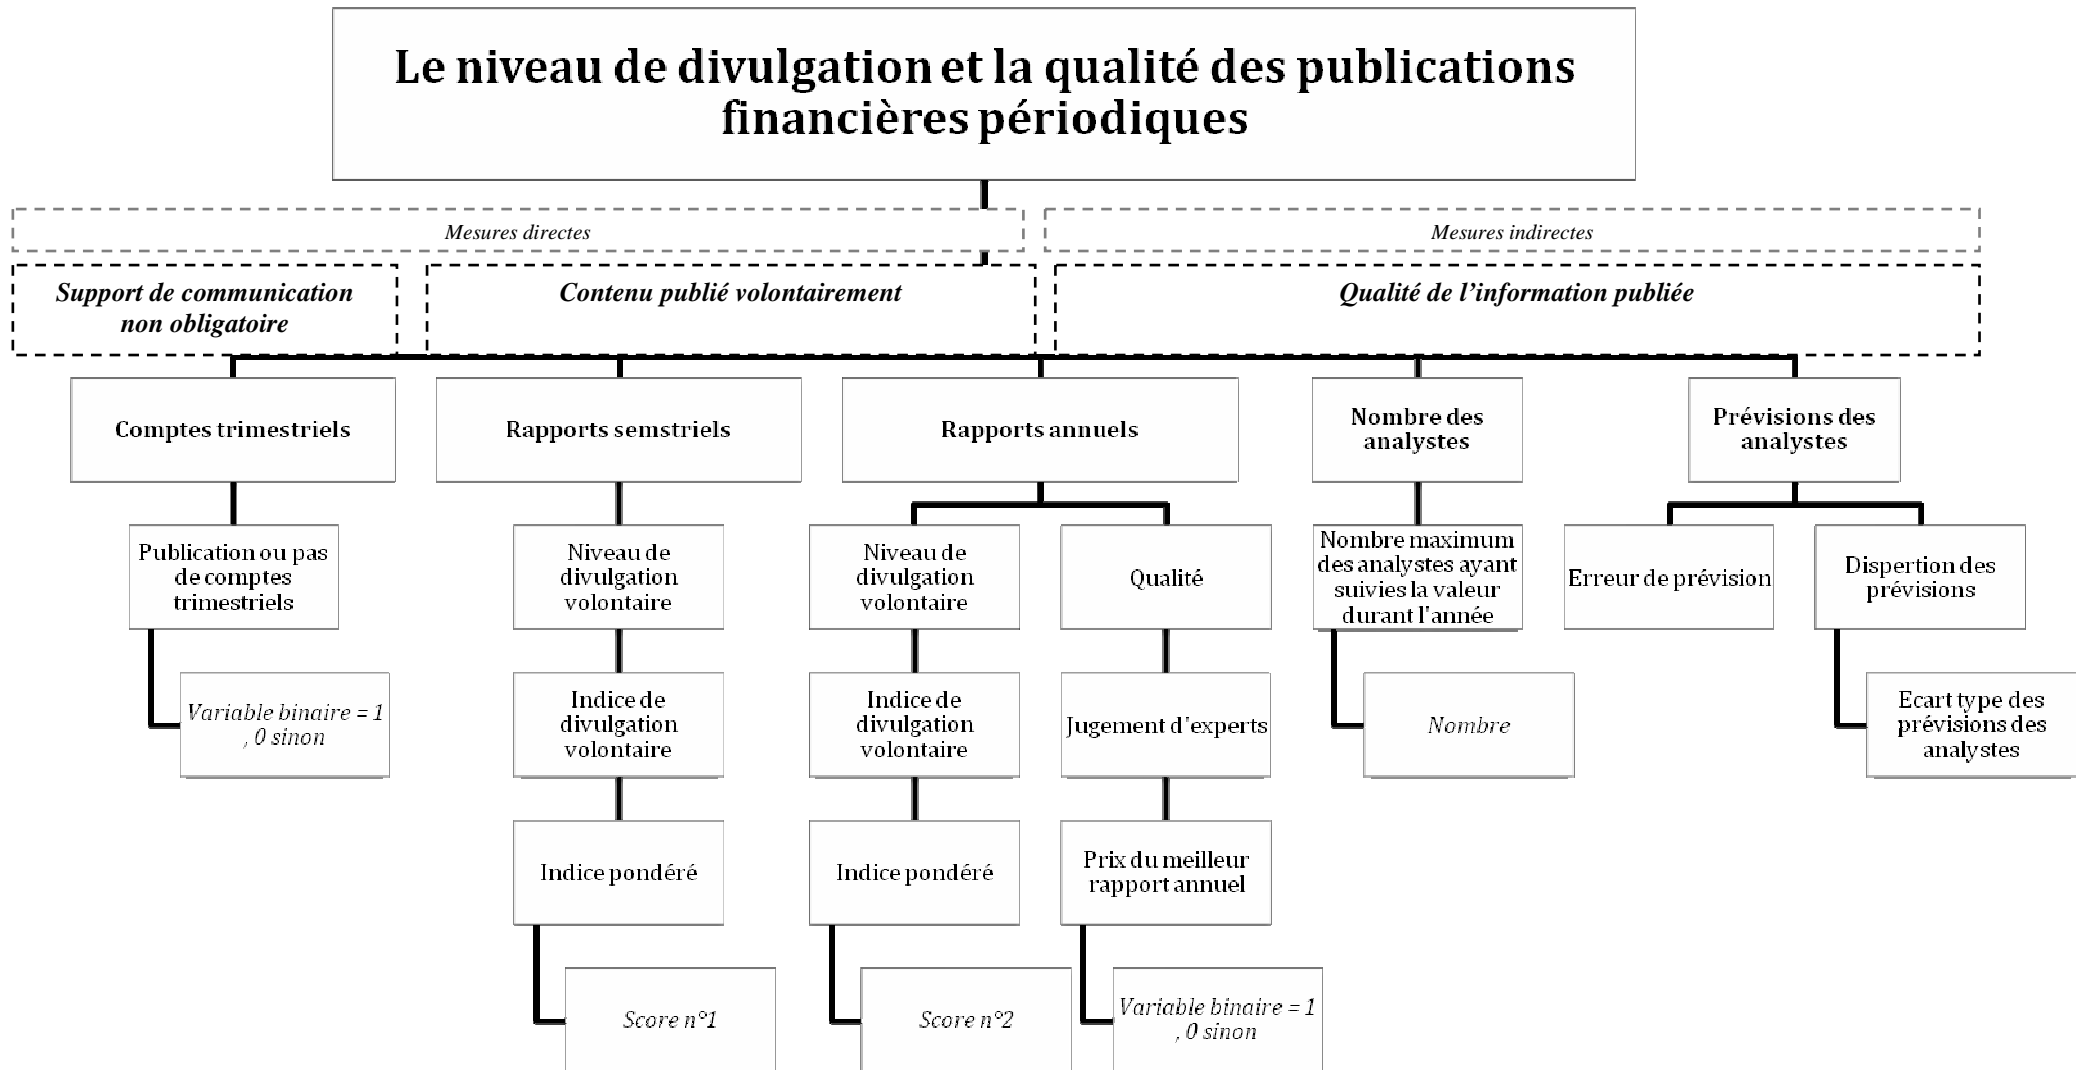 Le niveau de divulgation et la qualité des publications
financières périodiques
Mesures directes
Mesures indirectes
Support de communication
non obligatoire
Contenu publié volontairement
Qualité de l'information publiée
Comptes trimestriels
Rapports semstriels
Rapports annuels
Nombre des
analystes
Prévisions des
analystes
Publication ou pas
de comptes
trimestriels
Niveau de
divulgation
volontaire
Niveau de
divulgation
volontaire
Qualité
Nombre maximum
des analystes ayant
suivies la valeur
durant l'année
Erreur de prévision
Dispertion des
prévisions
Variable binaire = 1
, 0 sinon
Indice de
divulgation
volontaire
Indice de
divulgation
volontaire
Jugement d'experts
Nombre
Ecart type des
prévisions des
analystes
Indice pondéré
Indice pondéré
Prix du meilleur
rapport annuel
Score n°1
Score n°2
Variable binaire = 1
, 0 sinon